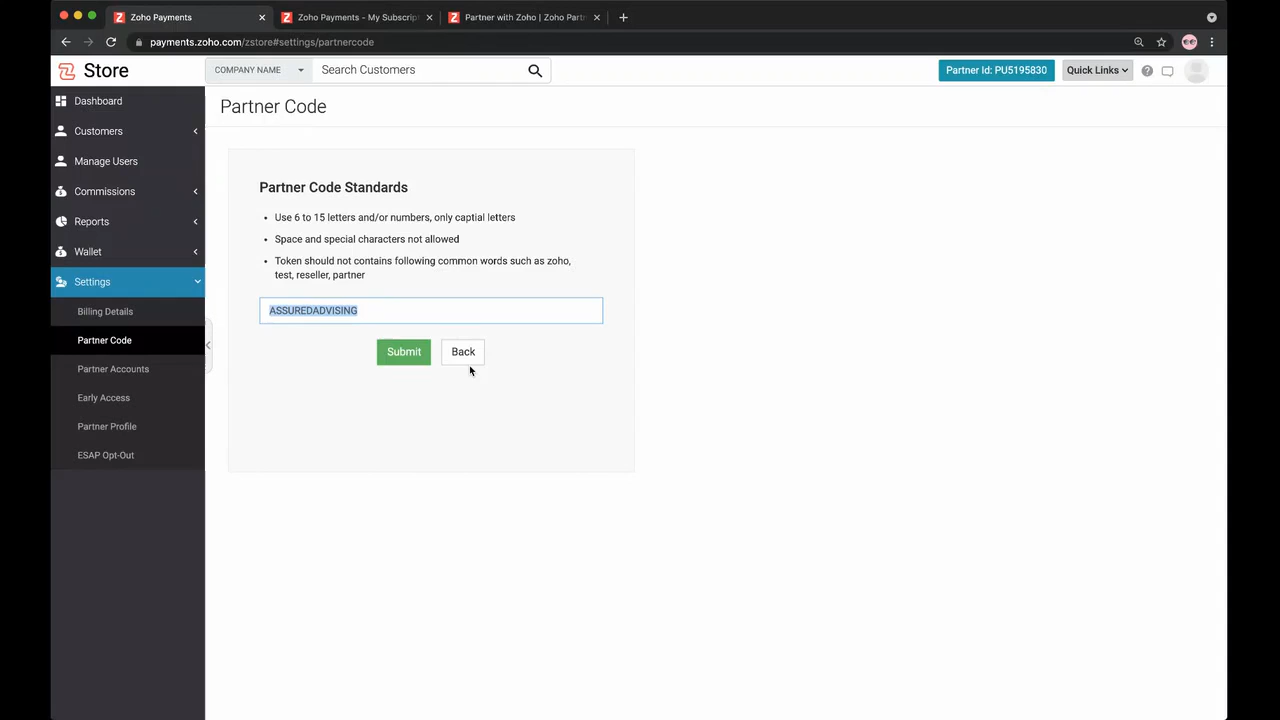 Zoho Payments
Zoho Payments - My Subscrip
Partner with Zoho | Zoho Partn
payments.zoho.com/zstore#settings/partnercode
Store
COMPANY NAME
Search Customers
Partner Id: PU5195830
Quick Links
Dashboard
Customers
Manage Users
Commissions
Reports
Wallet
Settings
Billing Details
Partner Code
Partner Accounts
Early Access
Partner Profile
ESAP Opt-Out
Partner Code
Partner Code Standards
Use 6 to 15 letters and/or numbers, only captial letters
Space and special characters not allowed
Token should not contains following common words such as zoho,
test, reseller, partner
ASSUREDADVISING
Submit
Back